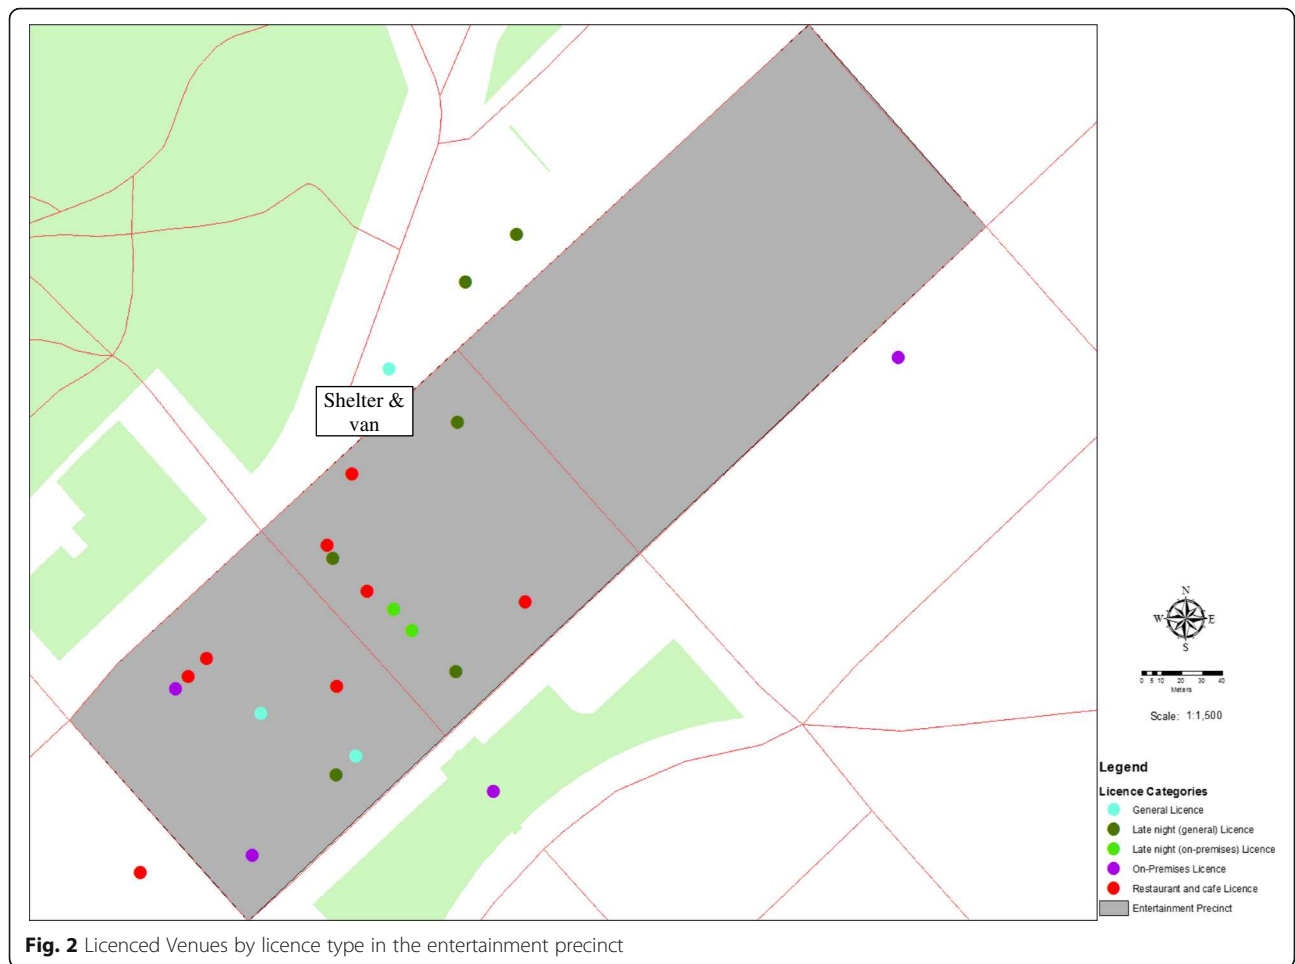 Shelter &
van
N
W E
S
0 5 10 20 30 40
Meters
Scale: 1:1,500
Legend
Licence Categories
General Licence
Late night (general) Licence
Late night (on-premises) Licence
On-Premises Licence
Restaurant and cafe Licence
Entertainment Precinct
Fig. 2 Licenced Venues by licence type in the entertainment precinct